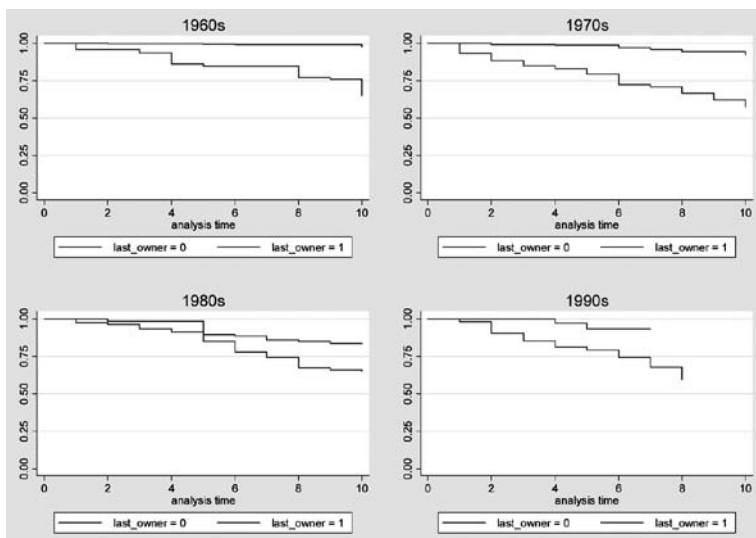 1960s
1.00
0.75
0.50
0.25
0.00
0 2 4 6 8 10
analysis time
last_owner = 0 last_owner = 1
1970s
1.00
0.75
0.50
0.25
0.00
0 2 4 6 8 10
analysis time
last_owner = 0 last_owner = 1
1980s
1.00
0.75
0.50
0.25
0.00
0 2 4 6 8 10
analysis time
last_owner = 0 last_owner = 1
1990s
1.00
0.75
0.50
0.25
0.00
0 2 4 6 8 10
analysis time
last_owner = 0 last_owner = 1